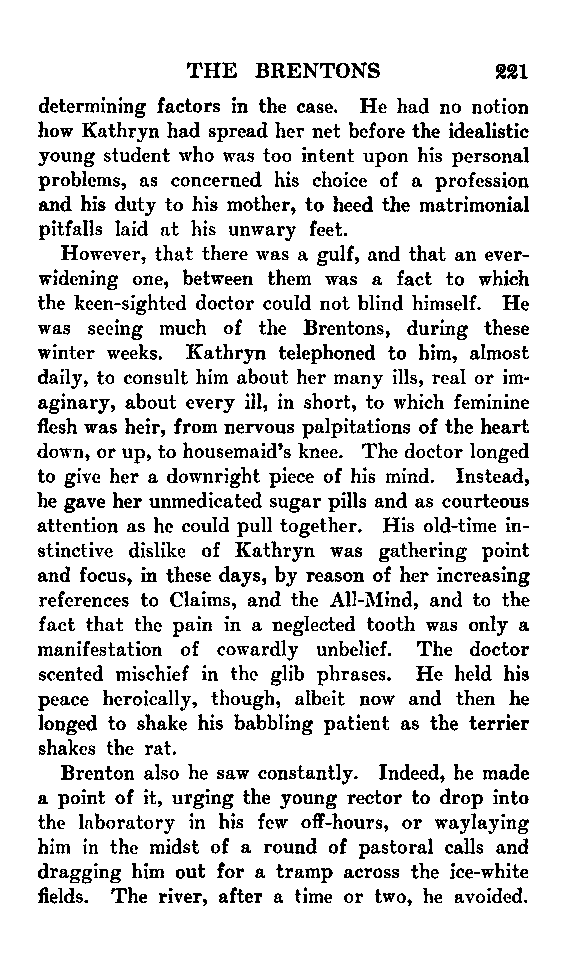 THE BRENTONS 221
determining factors in the case. He had no notion
how Kathryn had spread her net before the idealistic
young student who was too intent upon his personal
problems, as concerned his choice of a profession
and his duty to his mother, to heed the matrimonial
pitfalls laid at his unwary feet.
However, that there was a gulf, and that an ever-
widening one, between them was a fact to which
the keen-sighted doctor could not blind himself. He
was seeing much of the Brentons, during these
winter weeks. Kathryn telephoned to him, almost
daily, to consult him about her many ills, real or im-
aginary, about every ill, in short, to which feminine
flesh was heir, from nervous palpitations of the heart
down, or up, to housemaid's knee. The doctor longed
to give her a downright piece of his mind. Instead,
he gave her unmedicated sugar pills and as courteous
attention as he could pull together. His old-time in-
stinctive dislike of Kathryn was gathering point
and focus, in these days, by reason of her increasing
references to Claims, and the All-Mind, and to the
fact that the pain in a neglected tooth was only a
manifestation of cowardly unbelief. The doctor
scented mischief in the glib phrases. He held his
peace heroically, though, albeit now and then he
longed to shake his babbling patient as the terrier
shakes the rat.
Brenton also he saw constantly. Indeed, he made
a point of it, urging the young rector to drop into
the laboratory in his few off-hours, or waylaying
him in the midst of a round of pastoral calls and
dragging him out for a tramp across the ice-white
fields. The river, after a time or two, he avoided.